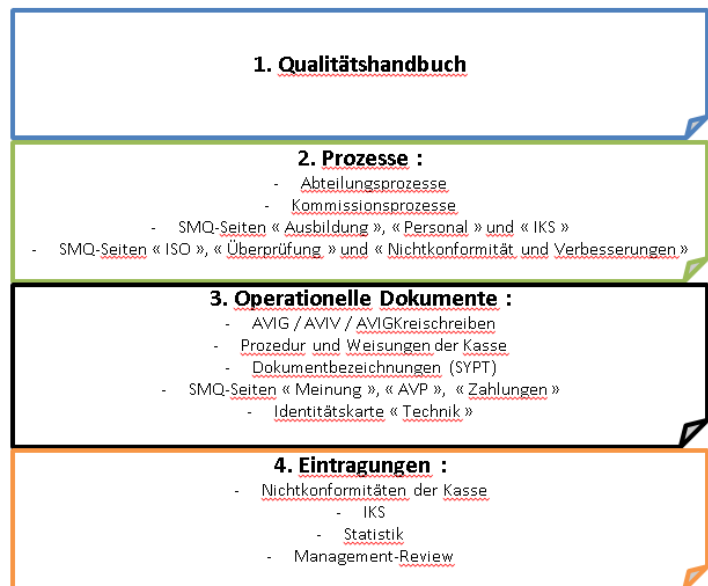 1. Qualitätshandbuch
2. Prozesse :
- Abteilungsprozesse
- Kommissionsprozesse
- SMQ-Seiten « Ausbildung », « Personal » und « IKS »
- SMQ-Seiten « ISO », « Überprüfung » und « Nichtkonformität und Verbesserungen »
3. Operationelle Dokumente :
- AVIG / AVIV / AVIGKreischreiben
- Prozedur und Weisungen der Kasse
- Dokumentbezeichnungen (SYPT)
- SMQ-Seiten « Meinung », « AVP », « Zahlungen »
- Identitätskarte « Technik »
4. Eintragungen :
- Nichtkonformitäten der Kasse
- IKS
- Statistik
- Management-Review